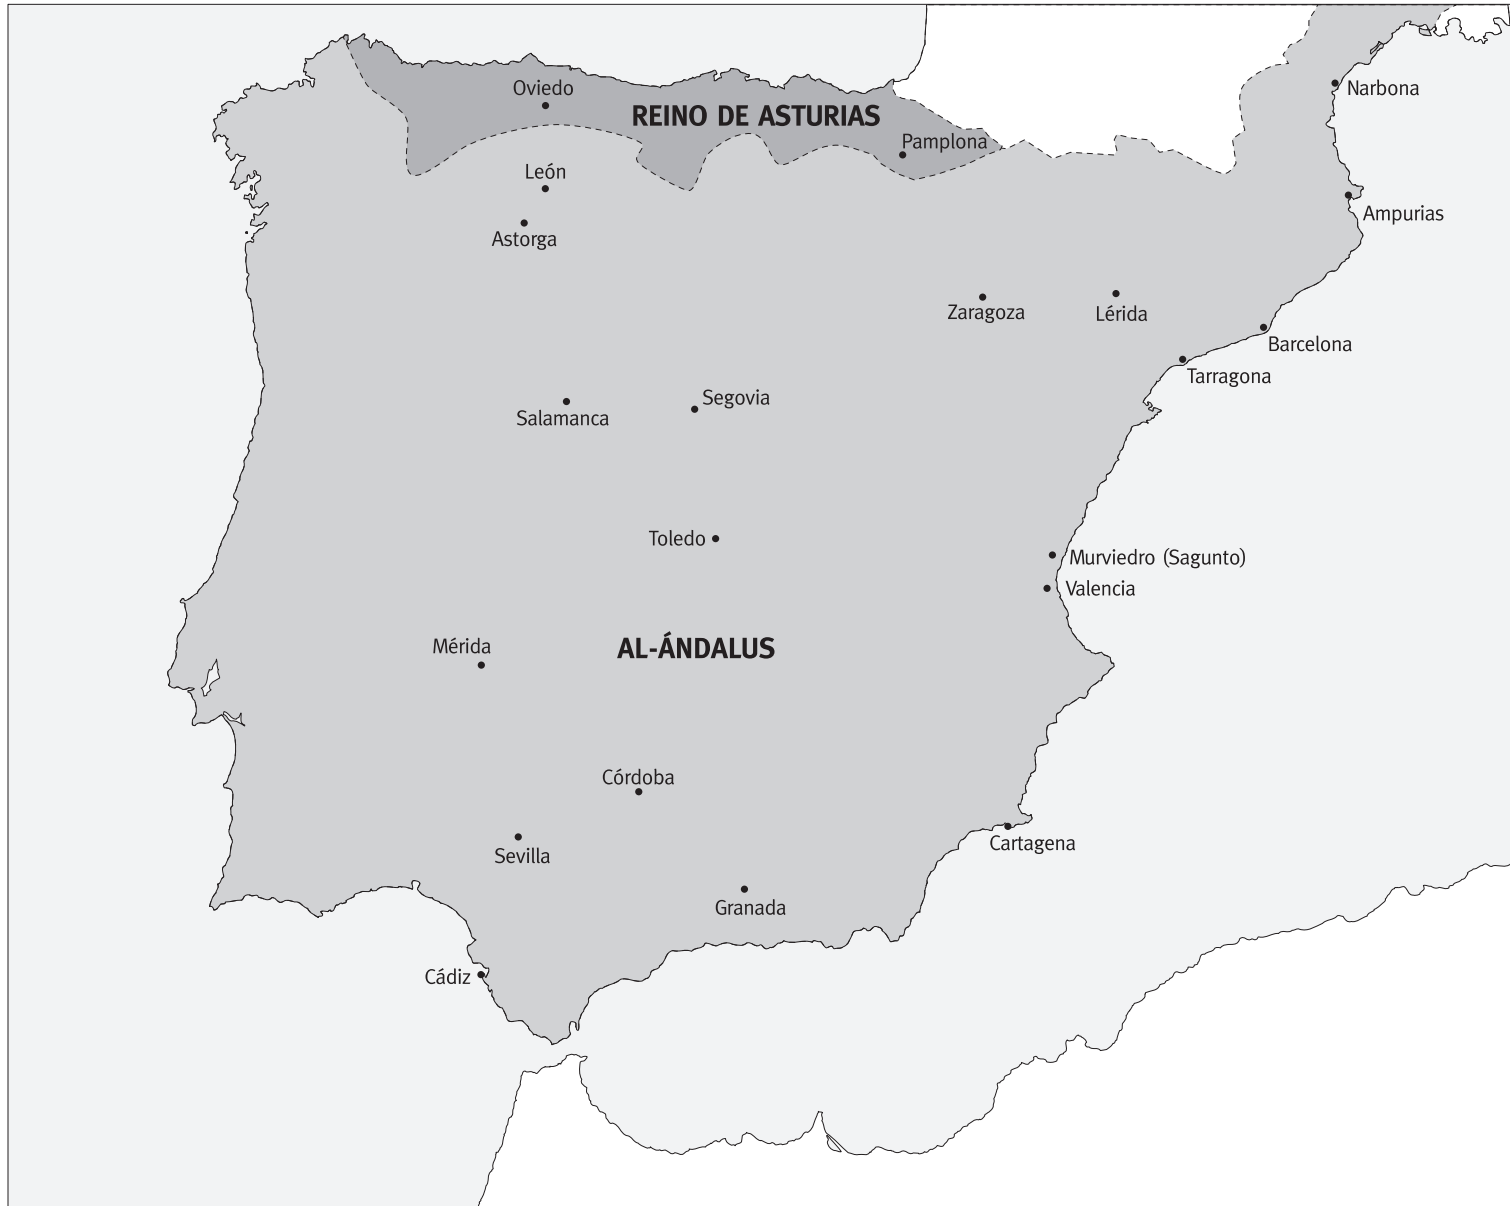 Oviedo
Narbona
REINO DE ASTURIAS
Pamplona
León
Ampurias
Astorga
Zaragoza
Lérida
Barcelona
Tarragona
Segovia
Salamanca
Toledo
Murviedro (Sagunto)
Valencia
Mérida
AL-ÁNDALUS
Córdoba
Cartagena
Sevilla
Granada
Cádiz